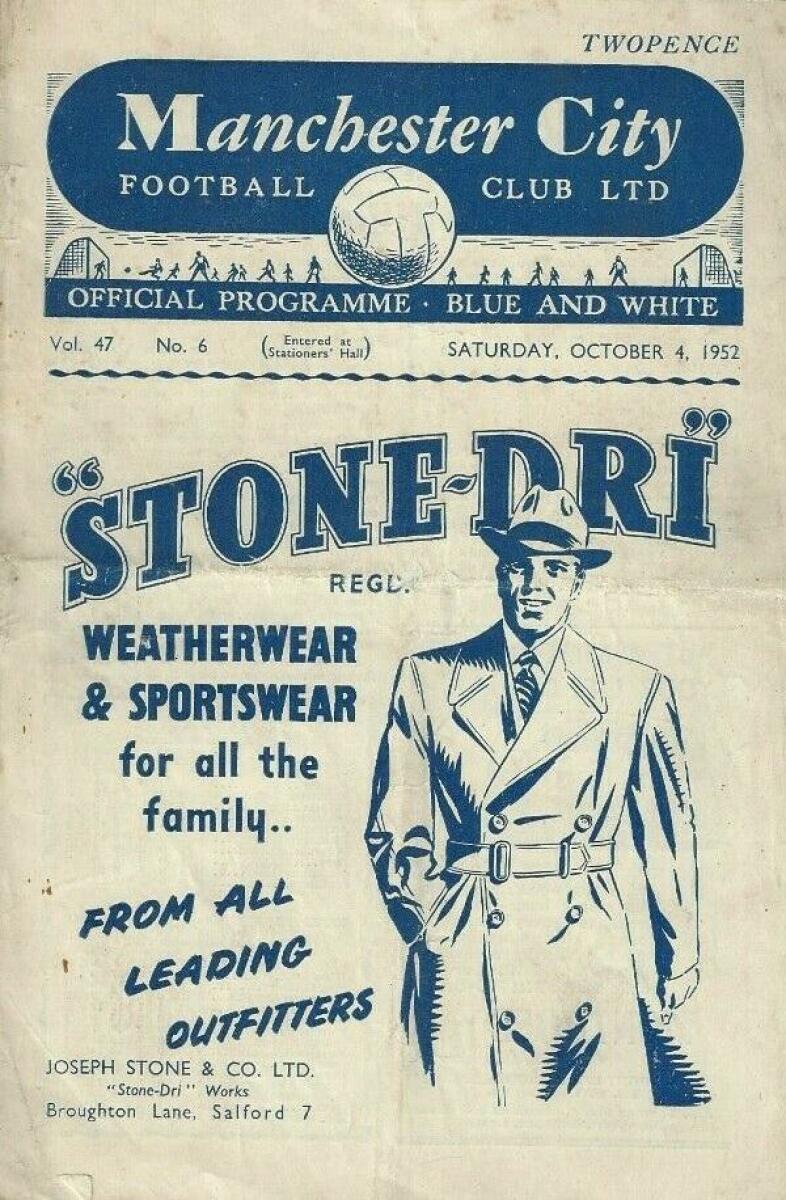 TWOPENCE
Manchester City
FOOTBALL CLUB LTD
OFFICIAL PROGRAMME · BLUE AND WHITE
Vol. 47 No. 6 (Entered at Stationers' Hall) SATURDAY, OCTOBER 4, 1952
"STONE-DRI"
REGD.
WEATHERWEAR
& SPORTSWEAR
for all the
family..
FROM ALL
LEADING
OUTFITTERS
JOSEPH STONE & CO. LTD.
"Stone-Dri" Works
Broughton Lane, Salford 7